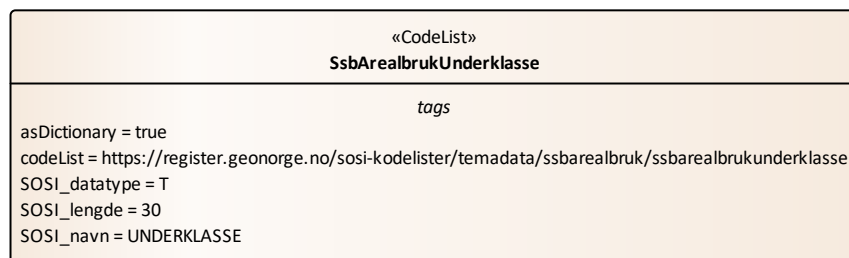 «CodeList»
SsbArealbrukUnderklasse
tags
asDictionary = true
codeList = https://register.geonorge.no/sosi-kodelister/temadata/ssbarealbruk/ssbarealbrukunderklasse
SOSI_datatype = T
SOSI_lengde = 30
SOSI_navn = UNDERKLASSE